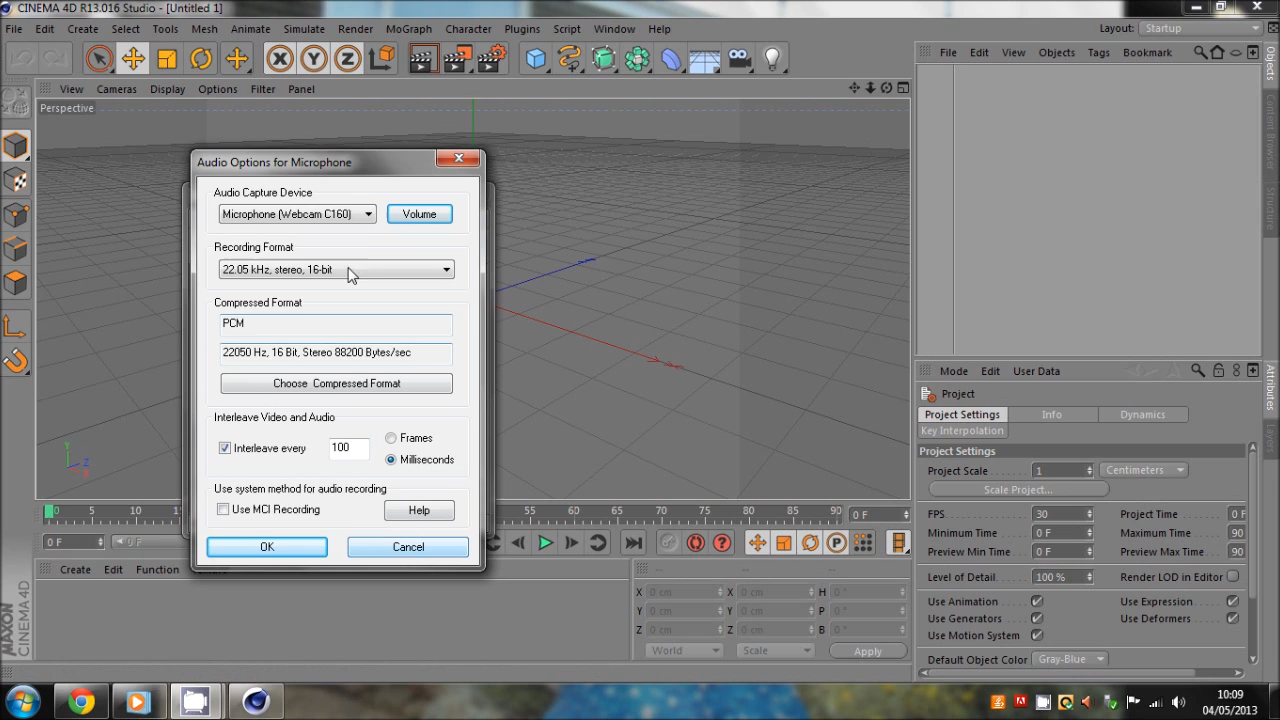 CINEMA 4D R13.016 Studio - [Untitled 1]
File Edit Create Select Tools Mesh Animate Simulate Render MoGraph Character Plugins Script Window Help Layout: Startup
File Edit View Objects Tags Bookmark
View Cameras Display Options Filter Panel
Perspective
Objects
Content Browser
Structure
Audio Options for Microphone
Audio Capture Device
Microphone (Webcam C160) Volume
Recording Format
22.05 kHz, stereo, 16-bit
Compressed Format
PCM
22050 Hz, 16 Bit, Stereo 88200 Bytes/sec
Choose Compressed Format
Interleave Video and Audio
Interleave every 100 Frames
Milliseconds
Use system method for audio recording
Use MCI Recording Help
OK Cancel
Y
Z
X
0 5 10 15 55 60 65 70 75 80 85 90 0 F
0 F 0 F
Create Edit Function
-- -- --
X 0 cm X 0 cm H 0 °
Y 0 cm Y 0 cm P 0 °
Z 0 cm Z 0 cm B 0 °
World Scale Apply
MAXON
CINEMA 4D
Mode Edit User Data
Attributes
Layers
Project
Project Settings Info Dynamics
Key Interpolation
Project Settings
Project Scale 1 Centimeters
Scale Project...
FPS 30 Project Time 0 F
Minimum Time 0 F Maximum Time 90
Preview Min Time 0 F Preview Max Time 90
Level of Detail 100 % Render LOD in Editor
Use Animation Use Expression
Use Generators Use Deformers
Use Motion System
Default Object Color Gray-Blue
10:09
04/05/2013